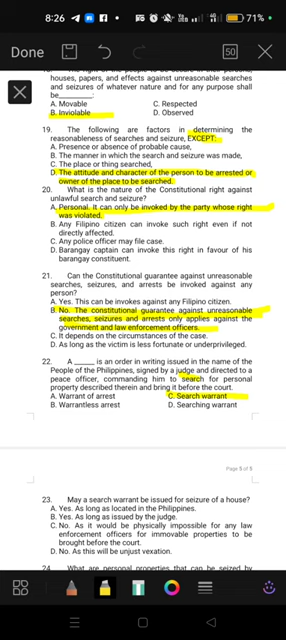 8:26
71%
Done
50
houses, papers, and effects against unreasonable searches
and seizures of whatever nature and for any purpose shall
be________:
A. Movable
C. Respected
B. Inviolable
D. Observed
19. The following are factors in determining the
reasonableness of searches and seizure, EXCEPT:
A. Presence or absence of probable cause,
B. The manner in which the search and seizure was made,
C. The place or thing searched,
D. The attitude and character of the person to be arrested or
owner of the place to be searched.
20. What is the nature of the Constitutional right against
unlawful search and seizure?
A. Personal. It can only be invoked by the party whose right
was violated.
B. Any Filipino citizen can invoke such right even if not
directly affected.
C. Any police officer may file case.
D. Barangay captain can invoke this right in favour of his
barangay constituent.
21. Can the Constitutional guarantee against unreasonable
searches, seizures, and arrests be invoked against any
person?
A. Yes. This can be invokes against any Filipino citizen.
B. No. The constitutional guarantee against unreasonable
searches, seizures and arrests only applies against the
government and law enforcement officers.
C. It depends on the circumstances of the case.
D. As long as the victim is less fortunate or underprivileged.
22. A _____ is an order in writing issued in the name of the
People of the Philippines, signed by a judge and directed to a
peace officer, commanding him to search for personal
property described therein and bring it before the court.
A. Warrant of arrest
C. Search warrant
B. Warrantless arrest
D. Searching warrant
Page 5 of 5
23. May a search warrant be issued for seizure of a house?
A. Yes. As long as located in the Philippines.
B. Yes. As long as issued by the judge.
C. No. As it would be physically impossible for any law
enforcement officers for immovable properties to be
brought before the court.
D. No. As this will be unjust vexation.
24. What are personal properties that can be seized by